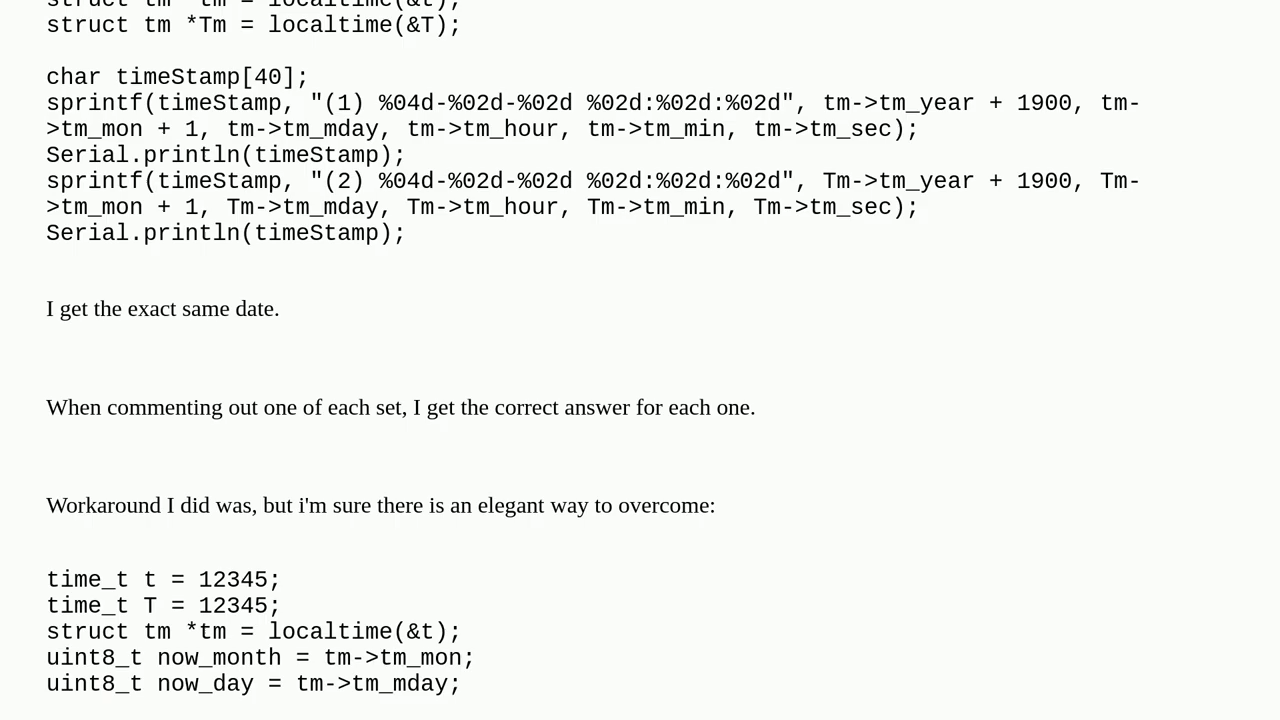 struct tm *tm = localtime(&t);
struct tm *Tm = localtime(&T);
char timeStamp[40];
sprintf(timeStamp, "(1) %04d-%02d-%02d %02d:%02d:%02d", tm->tm_year + 1900, tm-
>tm_mon + 1, tm->tm_mday, tm->tm_hour, tm->tm_min, tm->tm_sec);
Serial.println(timeStamp);
sprintf(timeStamp, "(2) %04d-%02d-%02d %02d:%02d:%02d", Tm->tm_year + 1900, Tm-
>tm_mon + 1, Tm->tm_mday, Tm->tm_hour, Tm->tm_min, Tm->tm_sec);
Serial.println(timeStamp);
I get the exact same date.
When commenting out one of each set, I get the correct answer for each one.
Workaround I did was, but i'm sure there is an elegant way to overcome:
time_t t = 12345;
time_t T = 12345;
struct tm *tm = localtime(&t);
uint8_t now_month = tm->tm_mon;
uint8_t now_day = tm->tm_mday;